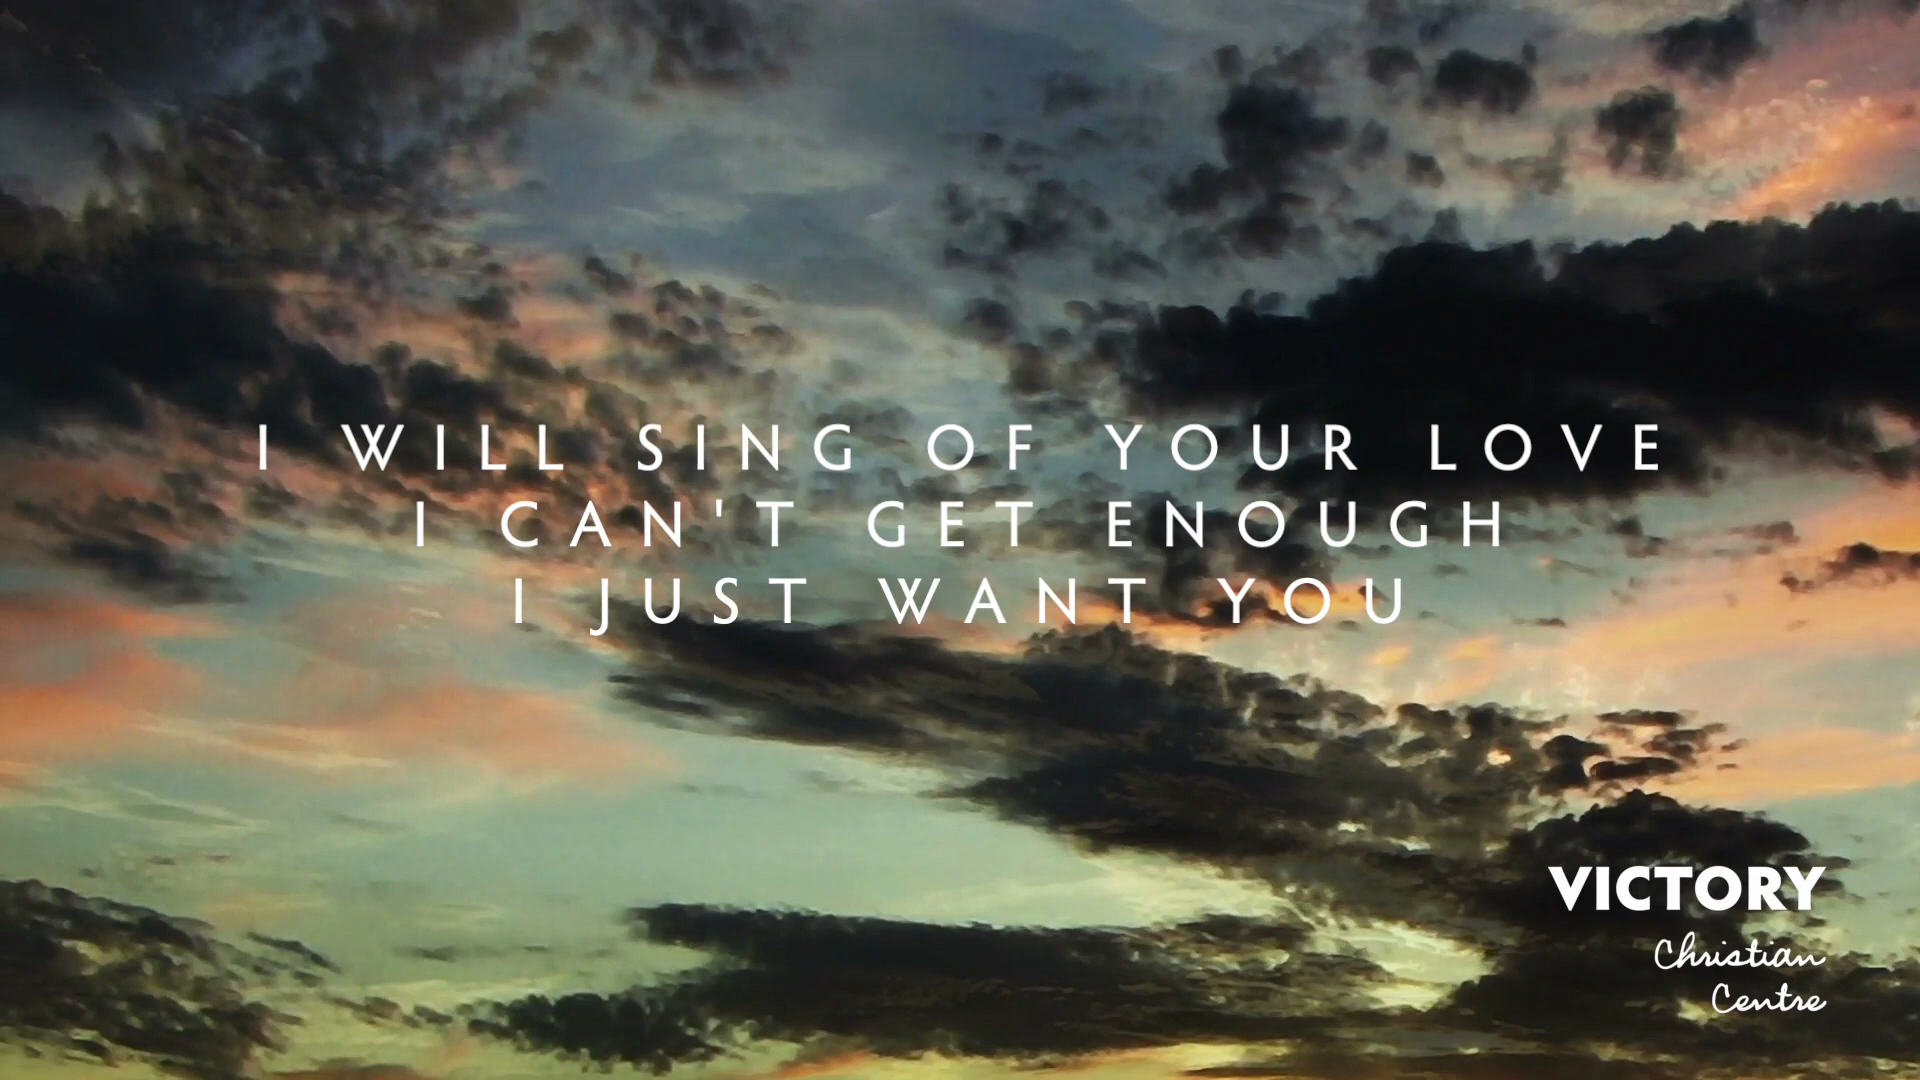 I WILL SING OF YOUR LOVE
I CAN'T GET ENOUGH
I JUST WANT YOU
VICTORY
Christian
Centre